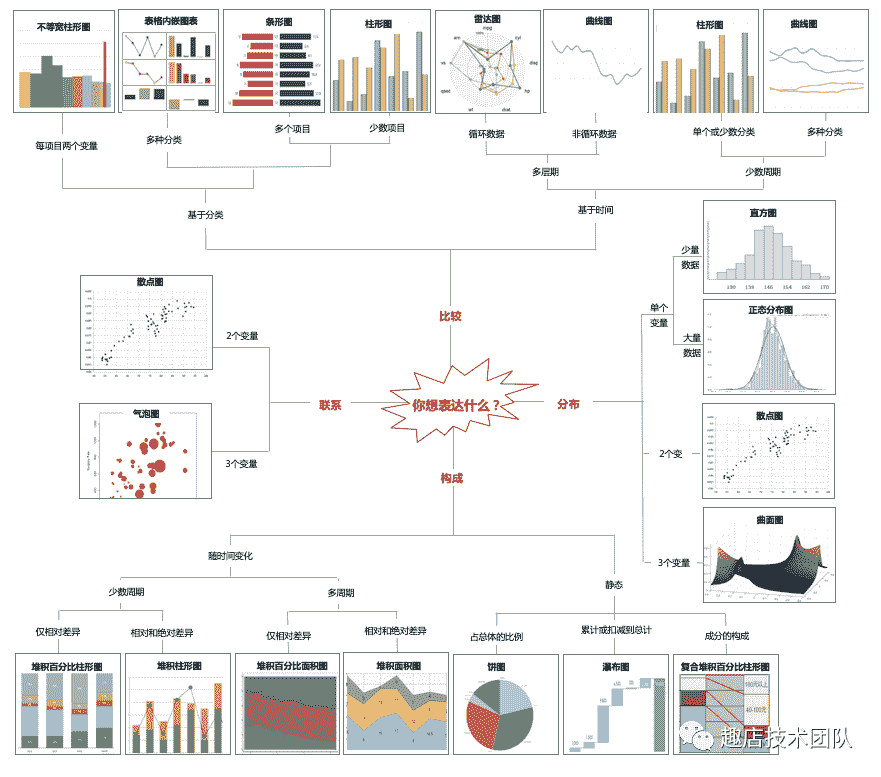 不等宽柱形图
表格内嵌图表
条形图
柱形图
雷达图
曲线图
柱形图
曲线图
每项目两个变量
多种分类
多个项目
少数项目
循环数据
非循环数据
单个或少数分类
多种分类
多层期
少数周期
基于分类
基于时间
比较
散点图
2个变量
气泡图
3个变量
联系
你想表达什么？
分布
单个
变量
少量
数据
直方图
大量
数据
正态分布图
2个变
散点图
3个变量
曲面图
构成
随时间变化
静态
少数周期
多周期
仅相对差异
相对和绝对差异
仅相对差异
相对和绝对差异
占总体的比例
累计或扣减到总计
成分的构成
堆积百分比柱形图
堆积柱形图
堆积百分比面积图
堆积面积图
饼图
瀑布图
复合堆积百分比柱形图
趣店技术团队